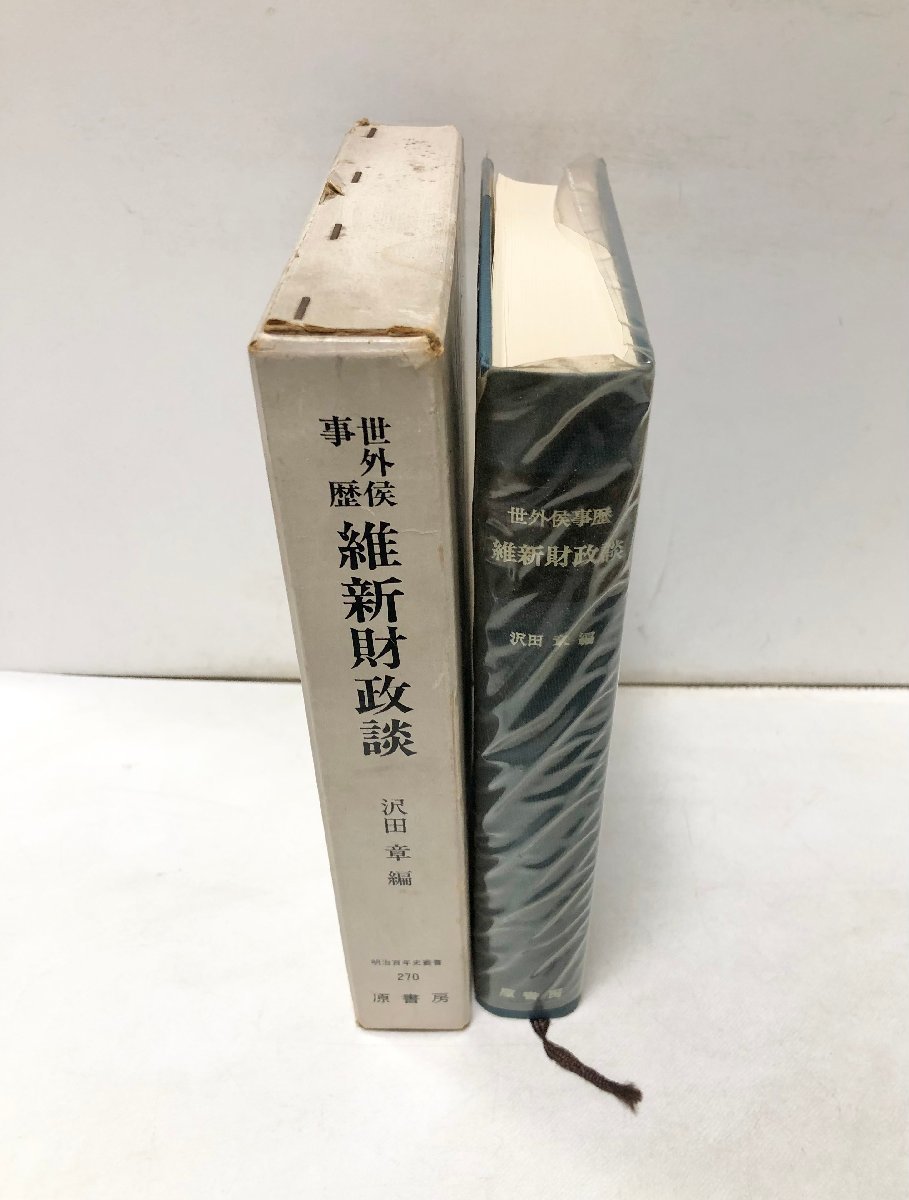 世外侯
事歴
維新財政談
沢田章編
明治百年史叢書
270
原書房
世外侯事歴
維新財政談
沢田章編
原書房